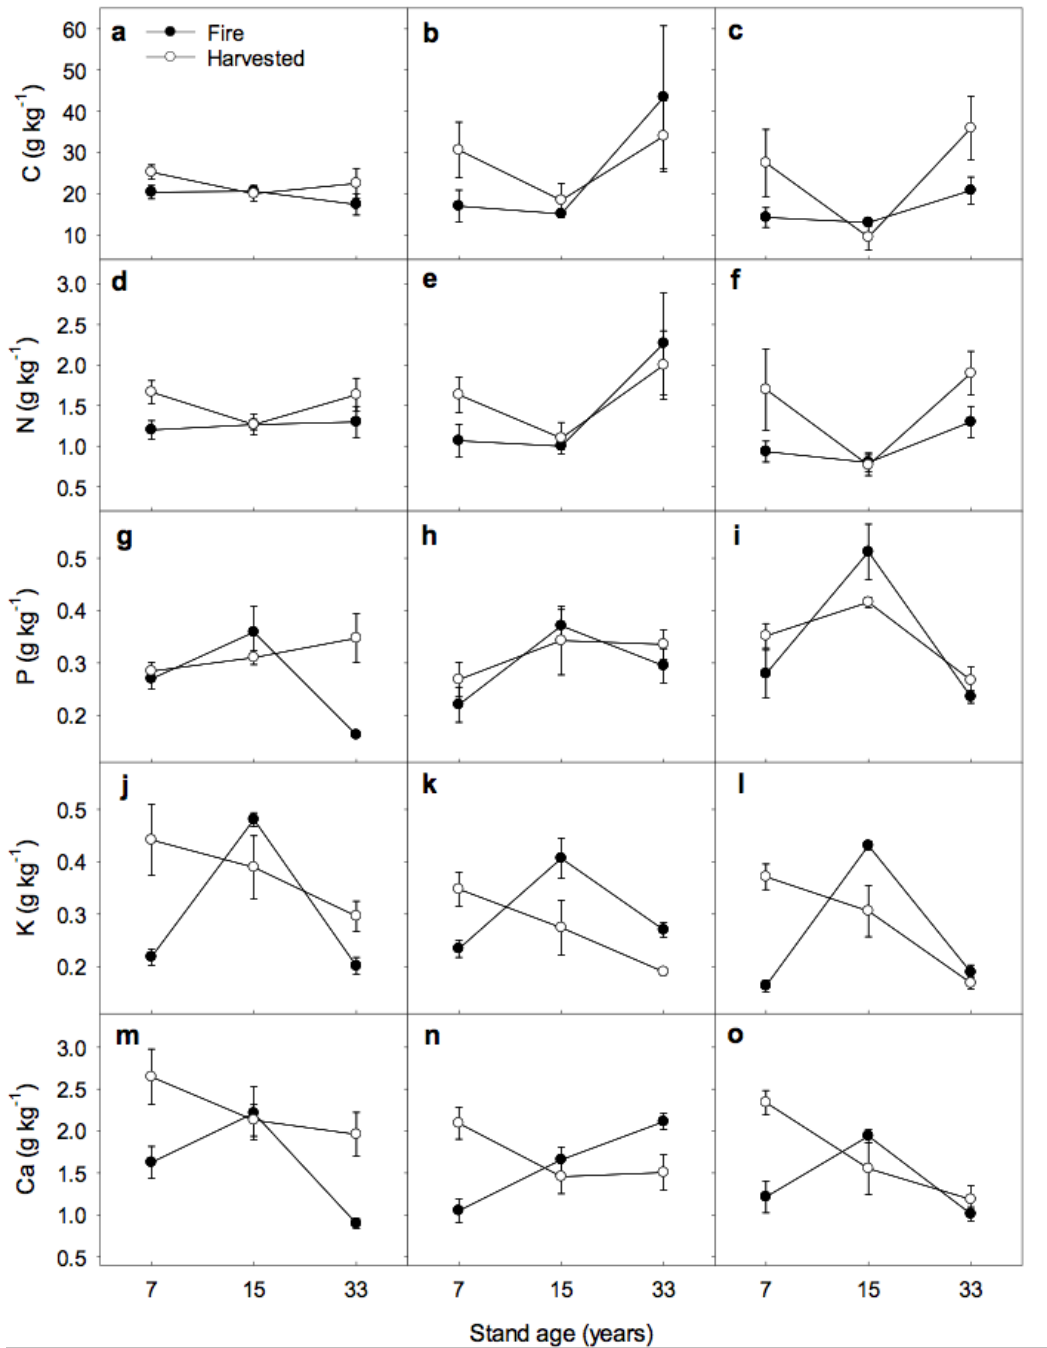 a b c
Fire
Harvested
60
50
40
30
20
10
C (g kg⁻¹)
d e f
3.0
2.5
2.0
1.5
1.0
0.5
N (g kg⁻¹)
g h i
0.5
0.4
0.3
0.2
P (g kg⁻¹)
j k l
0.5
0.4
0.3
0.2
K (g kg⁻¹)
m n o
3.0
2.5
2.0
1.5
1.0
0.5
Ca (g kg⁻¹)
7 15 33 7 15 33 7 15 33
Stand age (years)